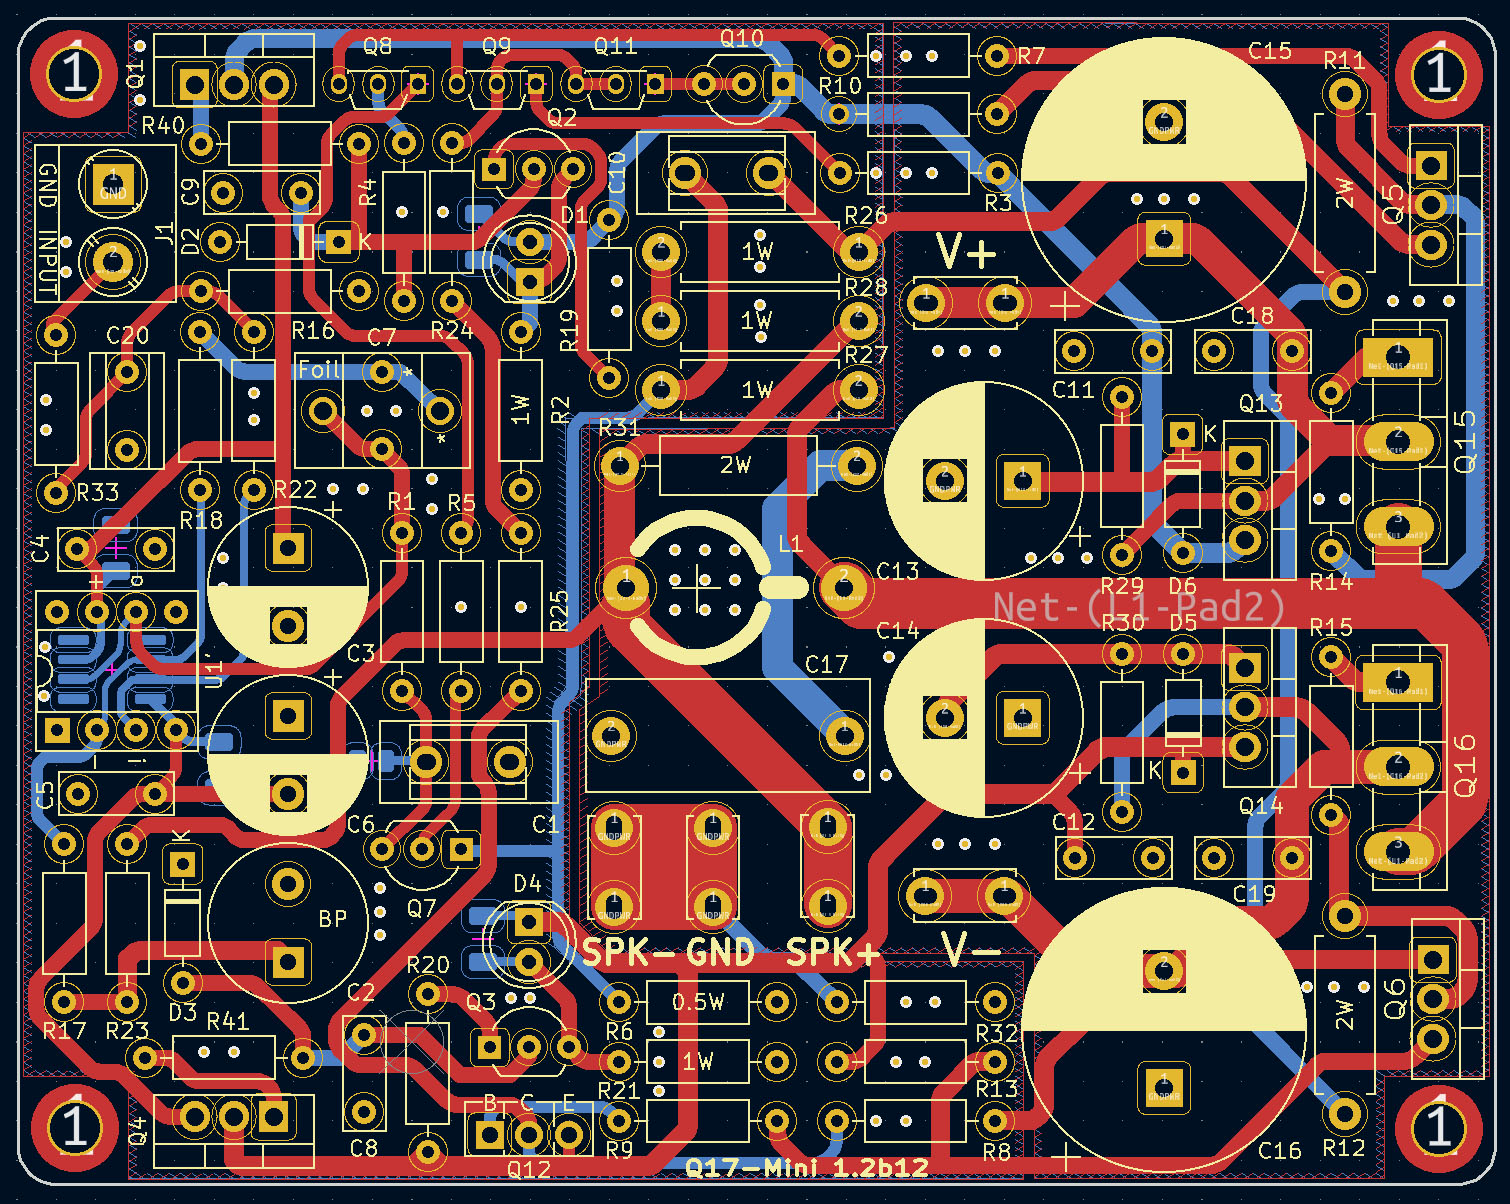 1
1
Q1
Q8
Q9
Q11
Q10
R7
C15
R11
R10
R40
Q2
C10
GND INPUT
1
GND
C9
R4
R3
2W
Q5
J1
D2
K
D1
R26
V+
1W
R28
1W
R27
1W
R19
R16
C7
R24
Foil
*
*
C20
1W
R2
C11
C18
Q13
K
Q15
R31
2W
R33
R18
R22
R1
R5
C4
L1
C13
R29
D6
R14
Net-(L1-Pad2)
R25
C14
R30
D5
R15
U1
C3
C17
K
Q16
Q14
C5
C6
C1
C12
C19
K
BP
Q7
D4
SPK-
GND
SPK+
V-
R20
D3
C2
R17
R23
R41
Q3
0.5W
R6
R32
2W
Q6
1W
R21
R13
B
C
E
Q4
C8
Q12
R9
R8
C16
R12
Q17-Mini 1.2b12
1
1